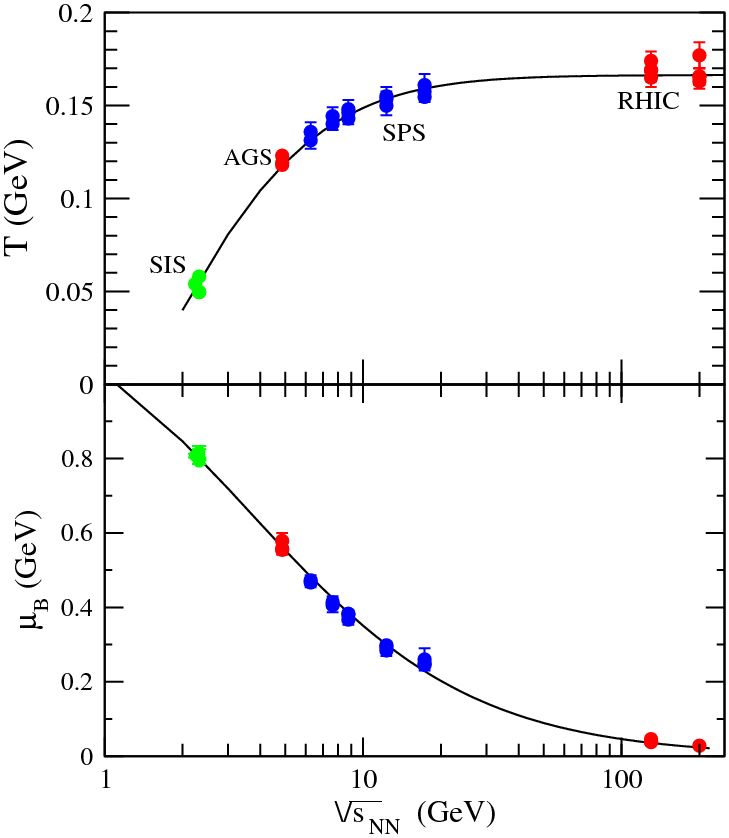 0.2
0.15
0.1
0.05
0
T (GeV)
SIS
AGS
SPS
RHIC
0.8
0.6
0.4
0.2
0
μB (GeV)
1
10
100
√sNN (GeV)